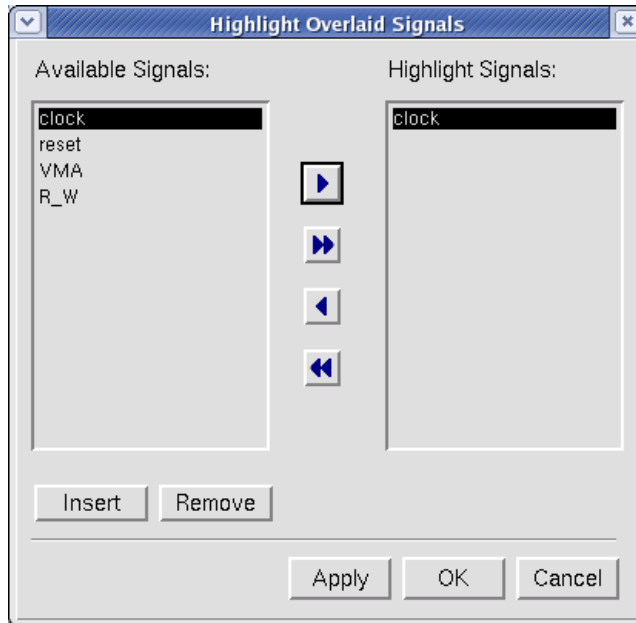 Highlight Overlaid Signals
Available Signals:
Highlight Signals:
clock
reset
VMA
R_W
clock
Insert
Remove
Apply
OK
Cancel